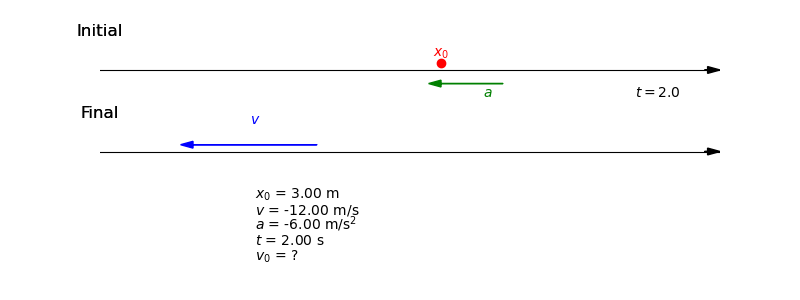 Initial
x₀
a
t = 2.0
Final
v
x₀ = 3.00 m
v = -12.00 m/s
a = -6.00 m/s²
t = 2.00 s
v₀ = ?